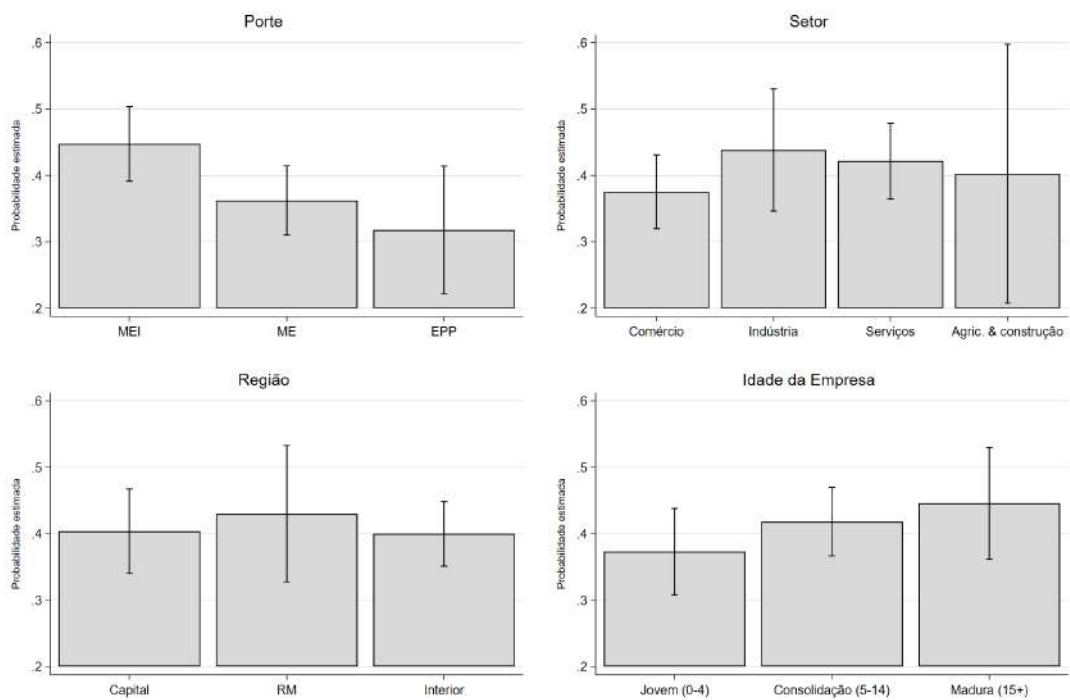 Porte
Probabilidade estimada
.6
.5
.4
.3
.2
MEI ME EPP
Setor
Probabilidade estimada
.6
.5
.4
.3
.2
Comércio Indústria Serviços Agric. & construção
Região
Probabilidade estimada
.6
.5
.4
.3
.2
Capital RM Interior
Idade da Empresa
Probabilidade estimada
.6
.5
.4
.3
.2
Jovem (0-4) Consolidação (5-14) Madura (15+)